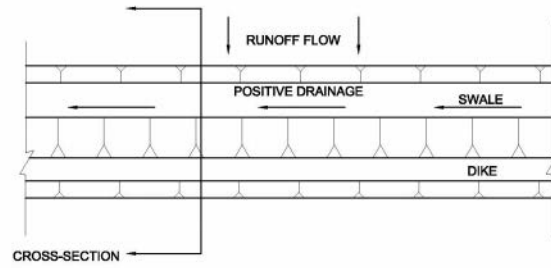 RUNOFF FLOW
POSITIVE DRAINAGE
SWALE
DIKE
CROSS-SECTION